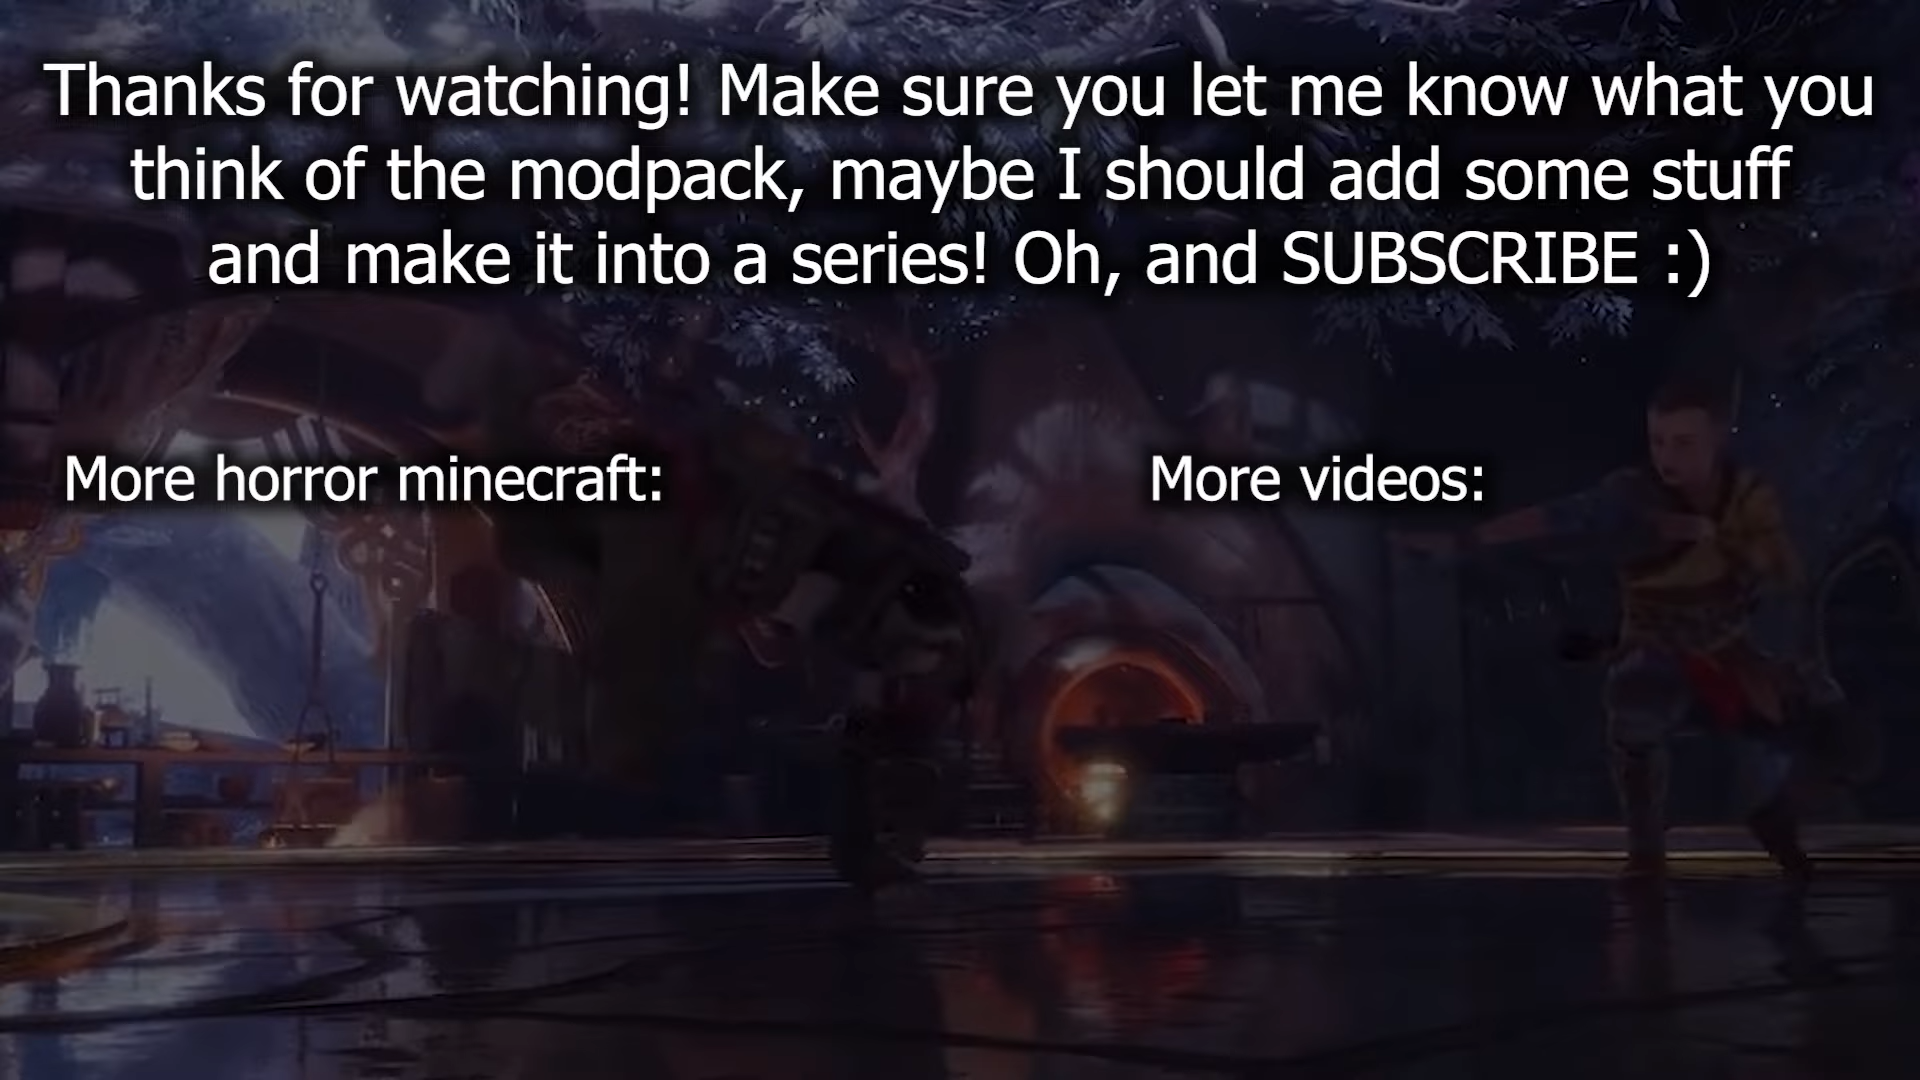 Thanks for watching! Make sure you let me know what you
think of the modpack, maybe I should add some stuff
and make it into a series! Oh, and SUBSCRIBE :)
More horror minecraft:
More videos: